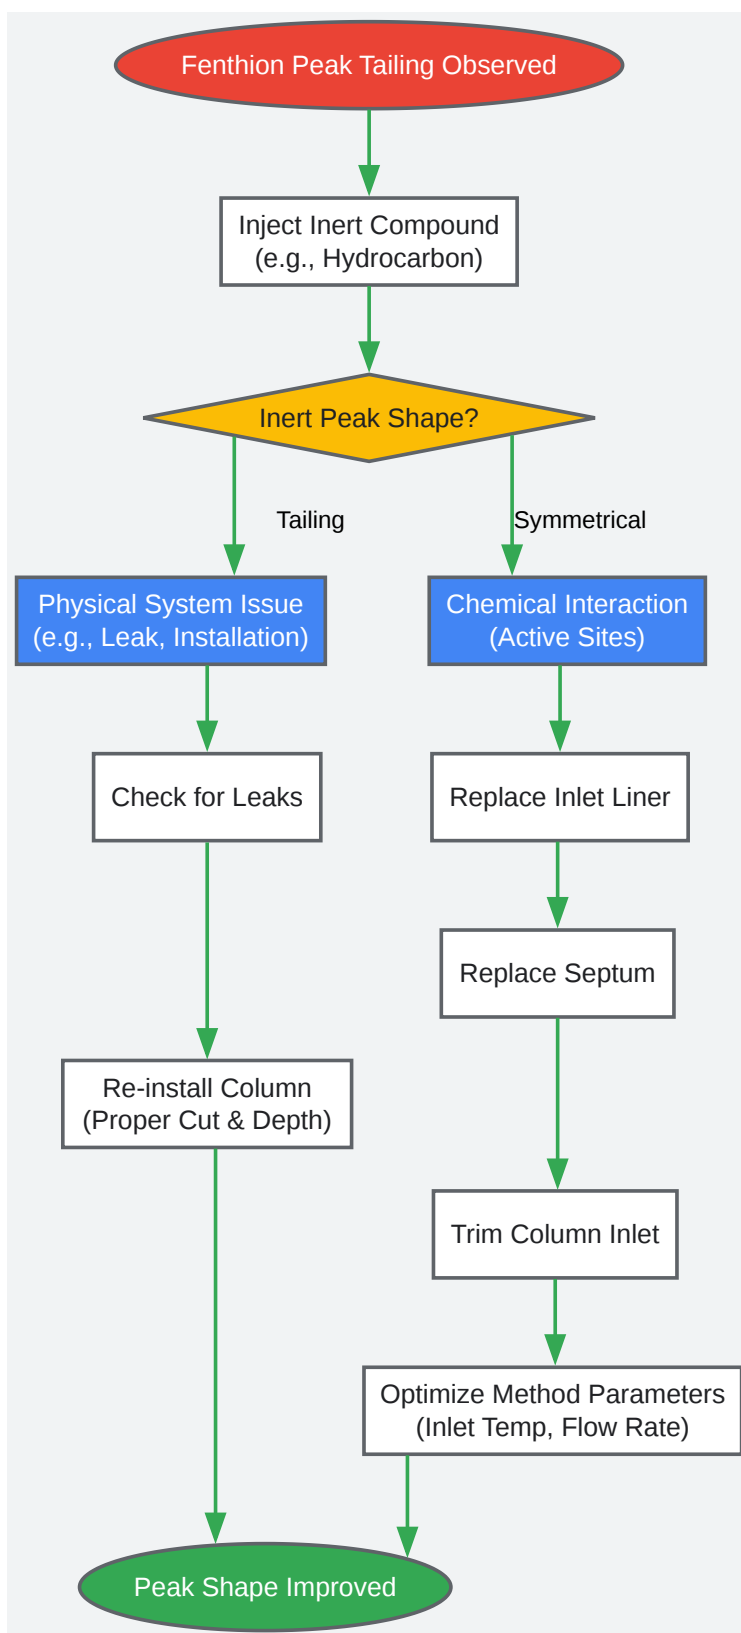 Fenthion Peak Tailing Observed
Inject Inert Compound
(e.g., Hydrocarbon)
Inert Peak Shape?
Tailing
Symmetrical
Physical System Issue
(e.g., Leak, Installation)
Chemical Interaction
(Active Sites)
Check for Leaks
Replace Inlet Liner
Replace Septum
Re-install Column
(Proper Cut & Depth)
Trim Column Inlet
Optimize Method Parameters
(Inlet Temp, Flow Rate)
Peak Shape Improved